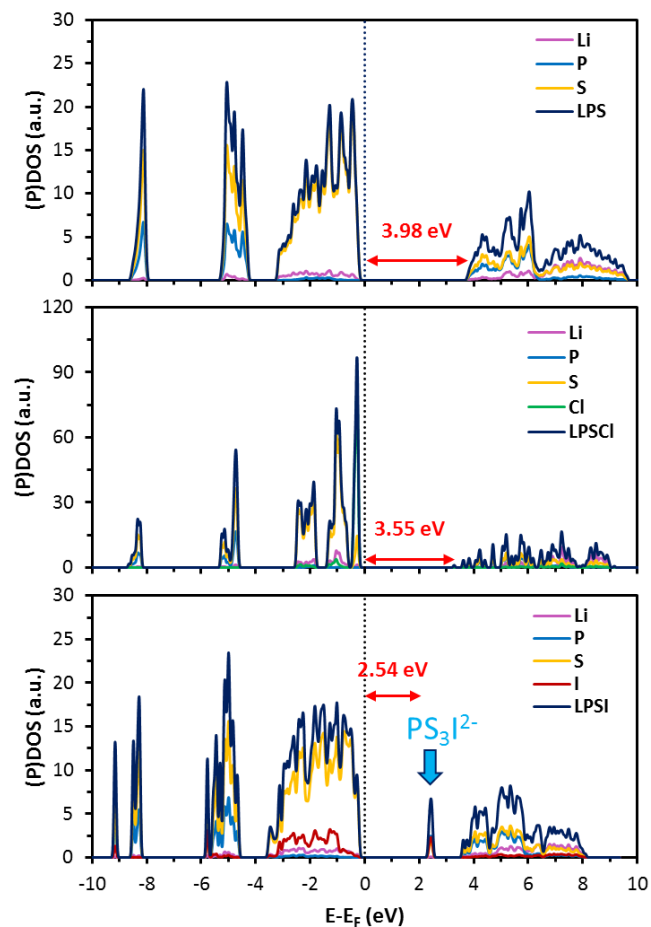 30
25
20
15
10
5
0
(P)DOS (a.u.)
Li
P
S
LPS
3.98 eV
120
90
60
30
0
(P)DOS (a.u.)
Li
P
S
Cl
LPSCl
3.55 eV
30
25
20
15
10
5
0
(P)DOS (a.u.)
Li
P
S
I
LPSI
2.54 eV
PS₃I²⁻
-10 -8 -6 -4 -2 0 2 4 6 8 10
E-E_F (eV)